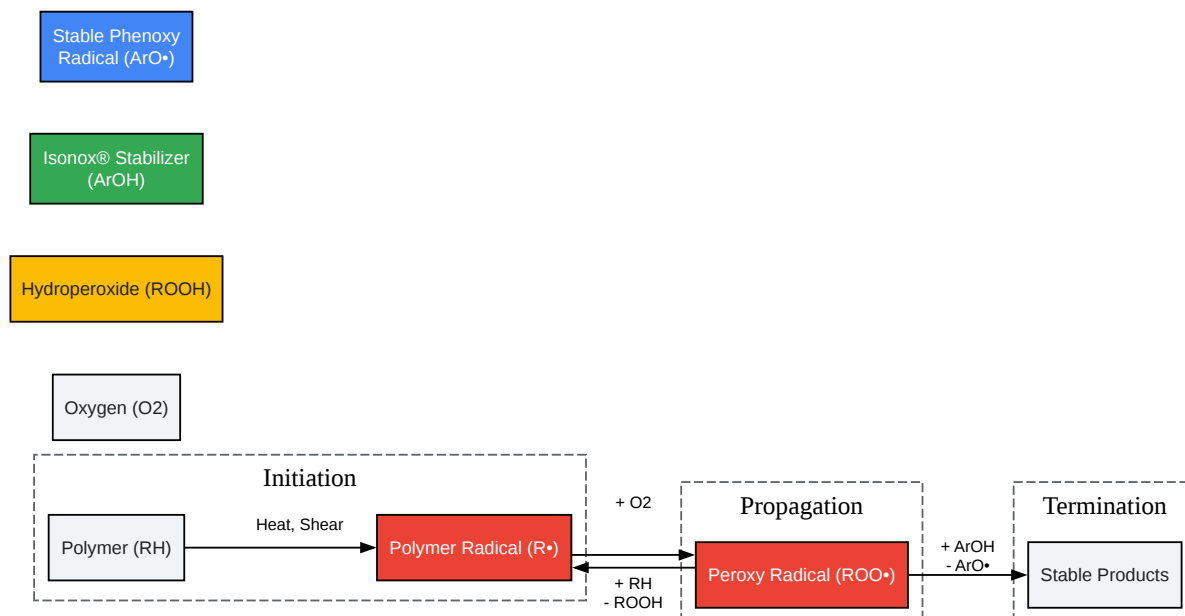 Stable Phenoxy
Radical (ArO•)
Isonox® Stabilizer
(ArOH)
Hydroperoxide (ROOH)
Oxygen (O2)
Initiation
Polymer (RH)
Heat, Shear
Polymer Radical (R•)
+ O2
+ RH
- ROOH
Propagation
Peroxy Radical (ROO•)
+ ArOH
- ArO•
Termination
Stable Products